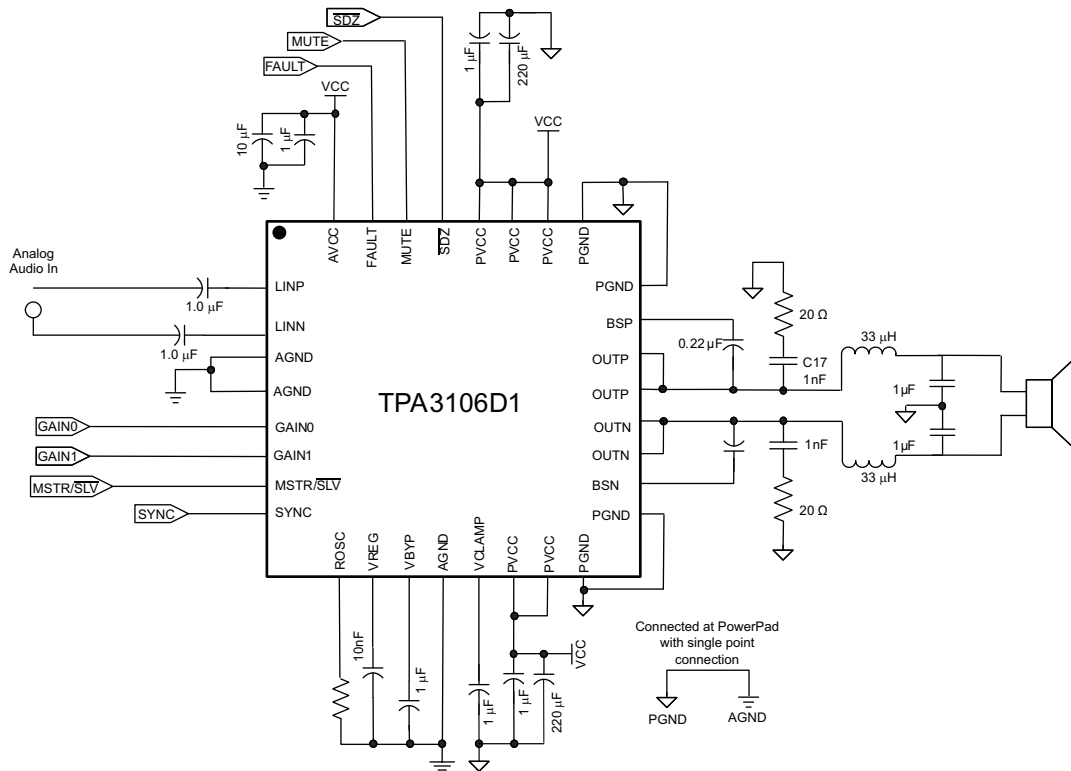 SDZ
MUTE
FAULT
VCC
10 µF
1 µF
1 µF
220 µF
VCC
AVCC
FAULT
MUTE
SDZ
PVCC
PVCC
PVCC
PGND
Analog
Audio In
1.0 µF
1.0 µF
LINP
LINN
AGND
AGND
GAIN0
GAIN0
GAIN1
GAIN1
MSTR/SLV
MSTR/SLV
SYNC
SYNC
TPA3106D1
PGND
BSP
OUTP
OUTP
OUTN
OUTN
BSN
PGND
0.22 µF
20 Ω
C17
1nF
33 µH
1µF
1nF
1µF
33 µH
20 Ω
ROSC
VREG
VBYP
AGND
VCLAMP
PVCC
PVCC
PGND
10nF
1 µF
1 µF
1 µF
220 µF
VCC
Connected at PowerPad
with single point
connection
PGND
AGND